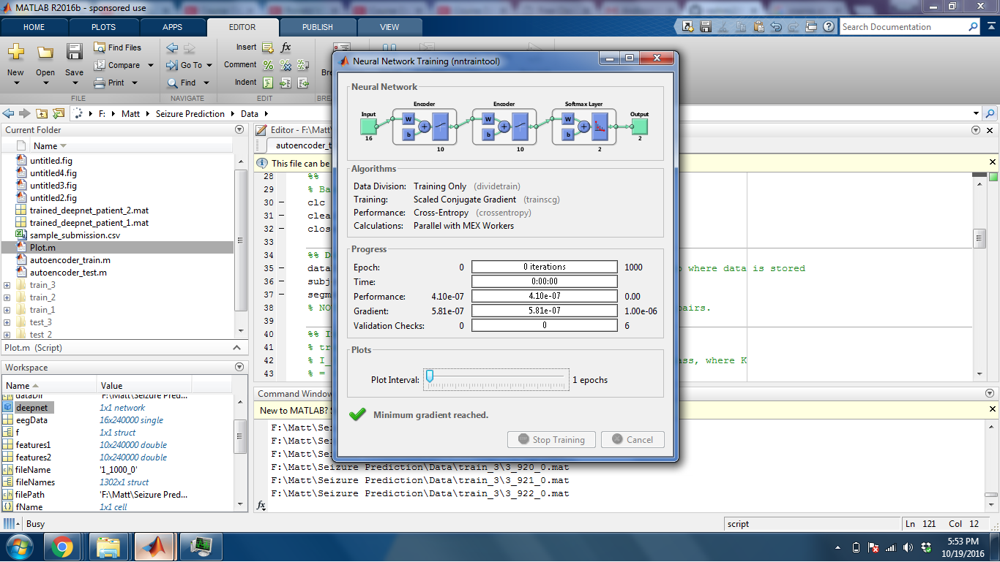 MATLAB R2016b - sponsored use
HOME PLOTS APPS EDITOR PUBLISH VIEW
Search Documentation
New Open Save
Find Files
Compare
Print
Go To
Find
Insert fx
Comment
Indent
FILE NAVIGATE EDIT
F: Matt Seizure Prediction Data
Current Folder
Name
untitled.fig
untitled4.fig
untitled3.fig
untitled2.fig
trained_deepnet_patient_2.mat
trained_deepnet_patient_1.mat
sample_submission.csv
Plot.m
autoencoder_train.m
autoencoder_test.m
train_3
train_2
train_1
test_3
test_2
Plot.m (Script)
Workspace
Name Value
dataDir 'F:\Matt\Seizure Pred...
deepnet 1x1 network
eegData 16x240000 single
f 1x1 struct
features1 10x240000 double
features2 10x240000 double
fileName '1_1000_0'
fileNames 1302x1 struct
filePath 'F:\Matt\Seizure Pred...
fName 1x1 cell
Editor - F:\Matt
autoencoder_t
This file can be
28 %%
29 % Ba
30 clc
31 clea
32 clos
33
34 %% D
35 data where data is stored
36 subj
37 segm
38 % NO airs.
39
40 %% I
41 % tr
42 % I_ ass, where K
43 % =
Command Window
New to MATLAB?
F:\Matt\Sei
F:\Matt\Sei
F:\Matt\Sei
F:\Matt\Seizure Prediction\Data\train_3\3_920_0.mat
F:\Matt\Seizure Prediction\Data\train_3\3_921_0.mat
F:\Matt\Seizure Prediction\Data\train_3\3_922_0.mat
fx
Neural Network Training (nntraintool)
Neural Network
Encoder Encoder Softmax Layer
Input Output
W W W
b b b
16 2
10 10 2
Algorithms
Data Division: Training Only (dividetrain)
Training: Scaled Conjugate Gradient (trainscg)
Performance: Cross-Entropy (crossentropy)
Calculations: Parallel with MEX Workers
Progress
Epoch: 0 0 iterations 1000
Time: 0:00:00
Performance: 4.10e-07 4.10e-07 0.00
Gradient: 5.81e-07 5.81e-07 1.00e-06
Validation Checks: 0 0 6
Plots
Plot Interval: 1 epochs
Minimum gradient reached.
Stop Training Cancel
Busy
script Ln 121 Col 12
5:53 PM
10/19/2016